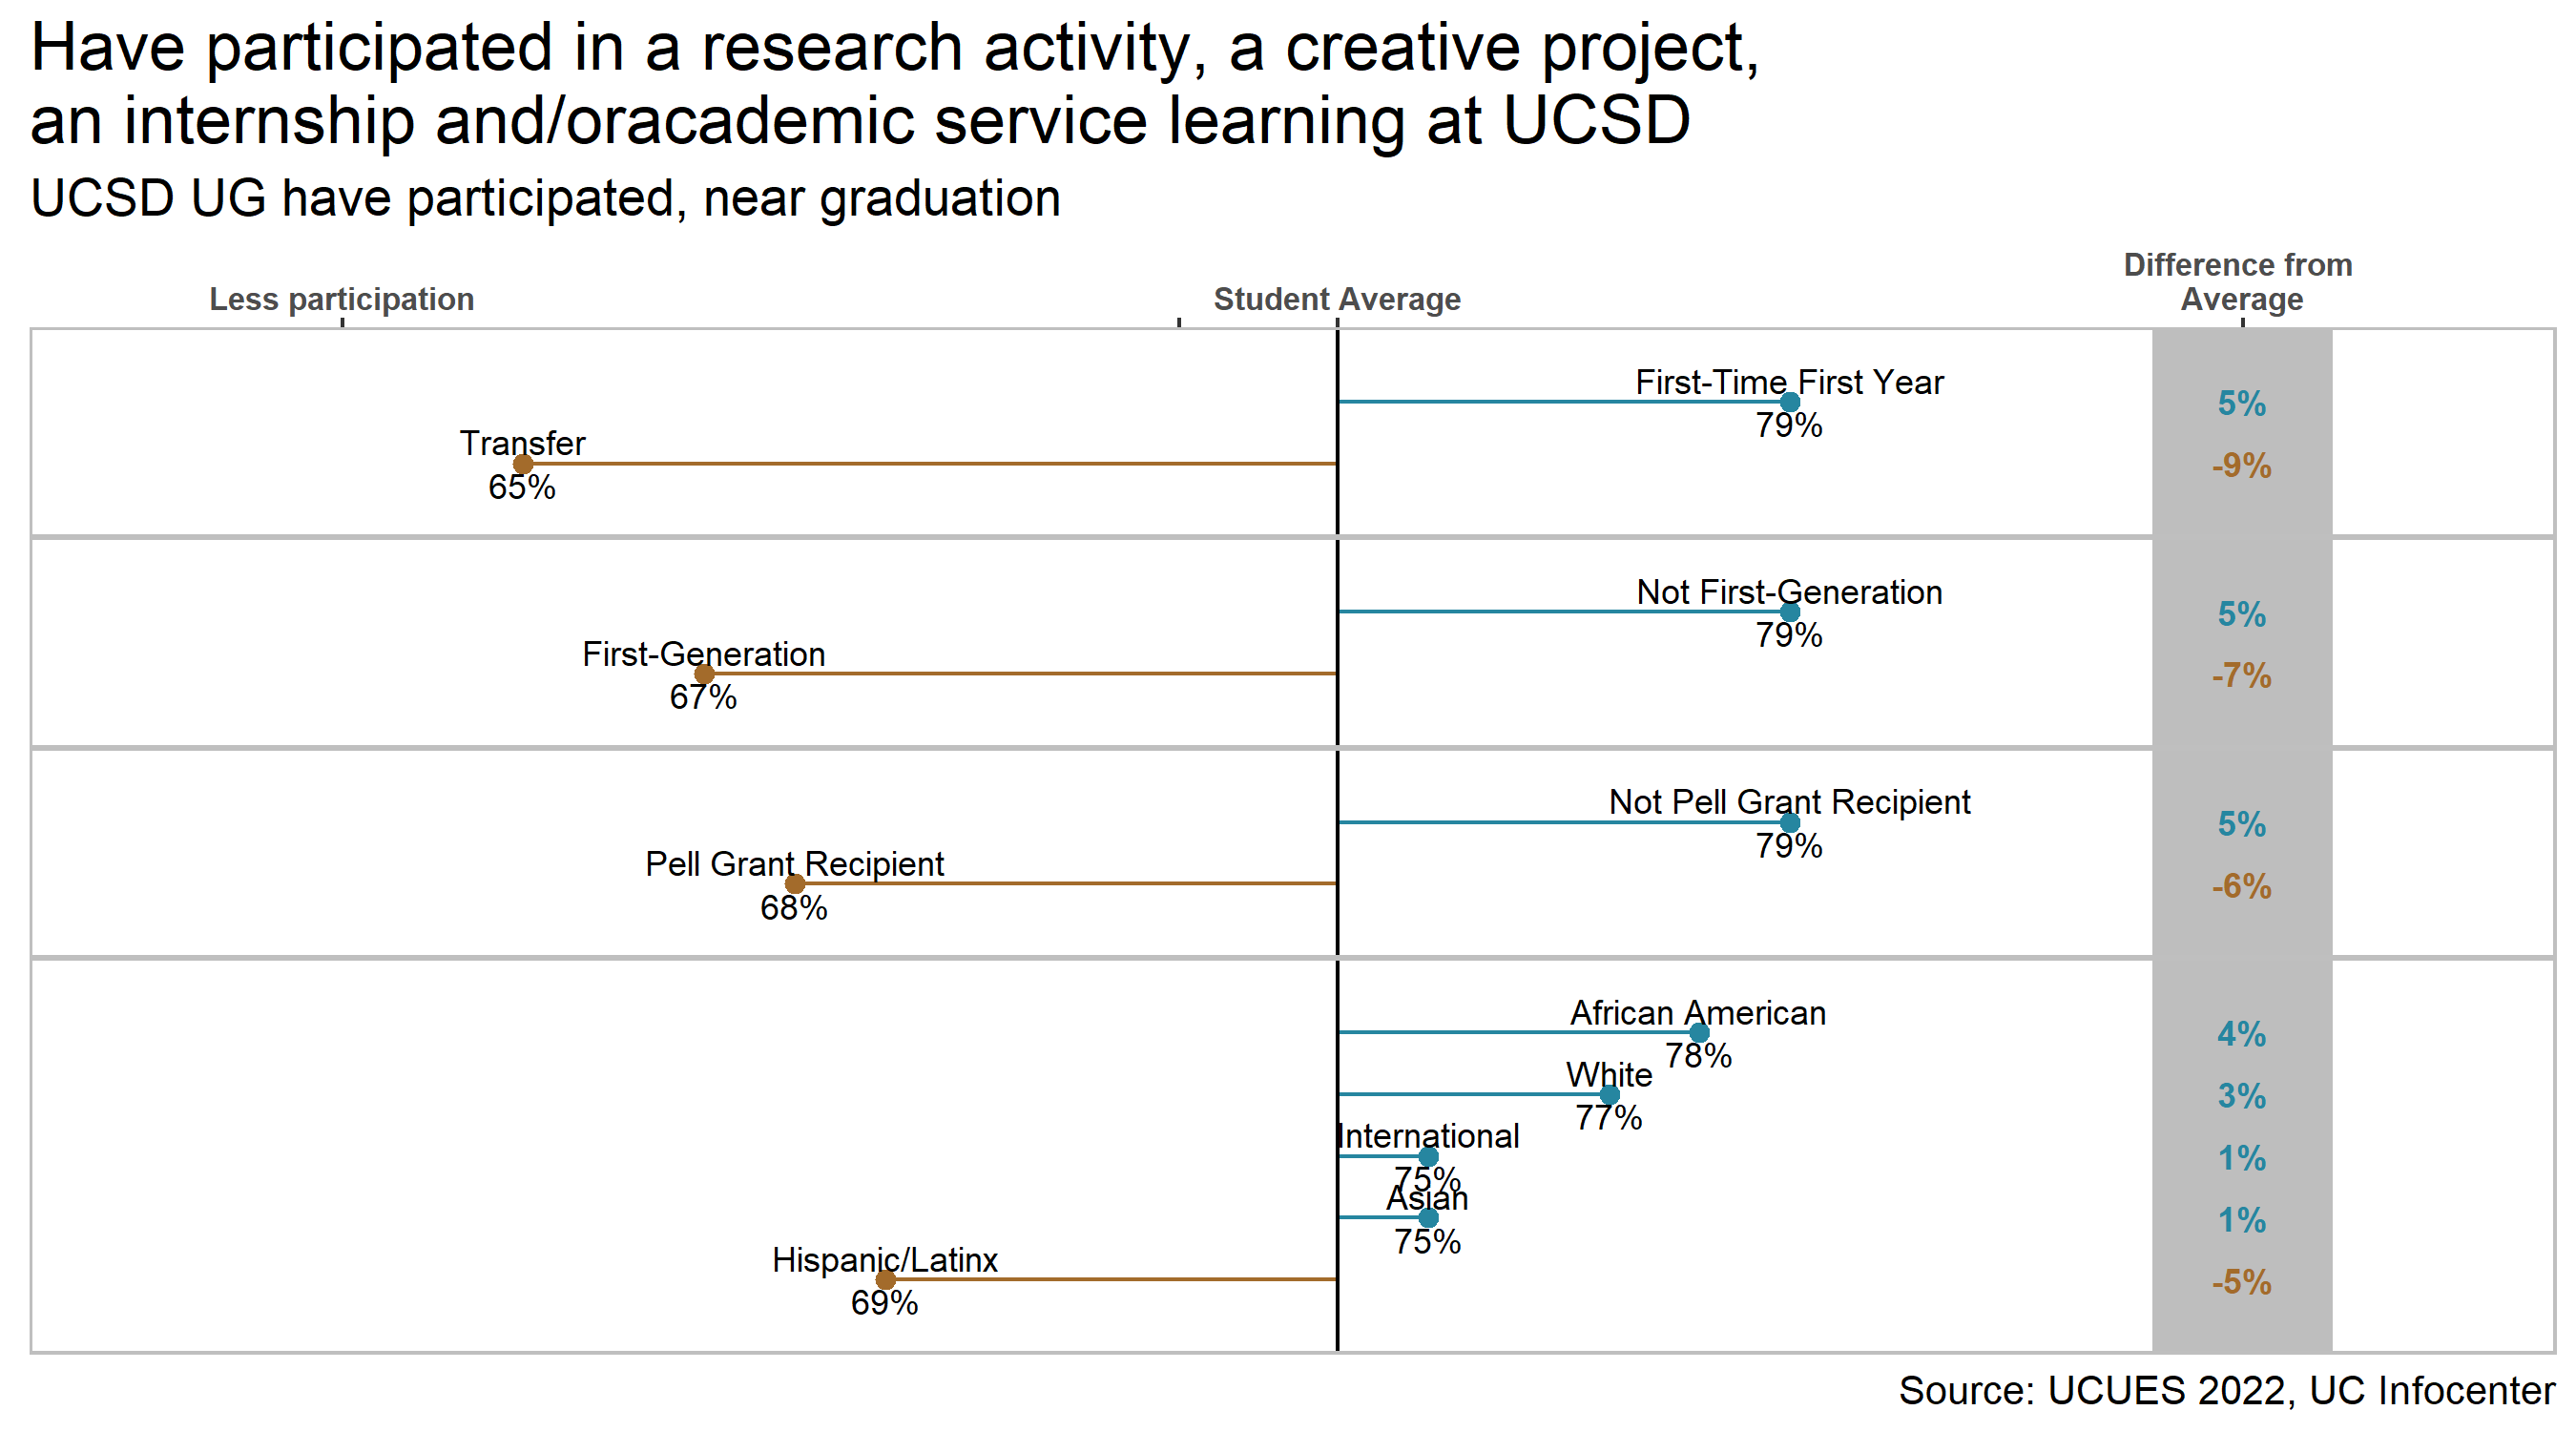 Have participated in a research activity, a creative project,
an internship and/oracademic service learning at UCSD
UCSD UG have participated, near graduation
Less participation
Student Average
Difference from
Average
First-Time First Year
79%
5%
Transfer
65%
-9%
Not First-Generation
79%
5%
First-Generation
67%
-7%
Not Pell Grant Recipient
79%
5%
Pell Grant Recipient
68%
-6%
African American
78%
4%
White
77%
3%
International
75%
1%
Asian
75%
1%
Hispanic/Latinx
69%
-5%
Source: UCUES 2022, UC Infocenter